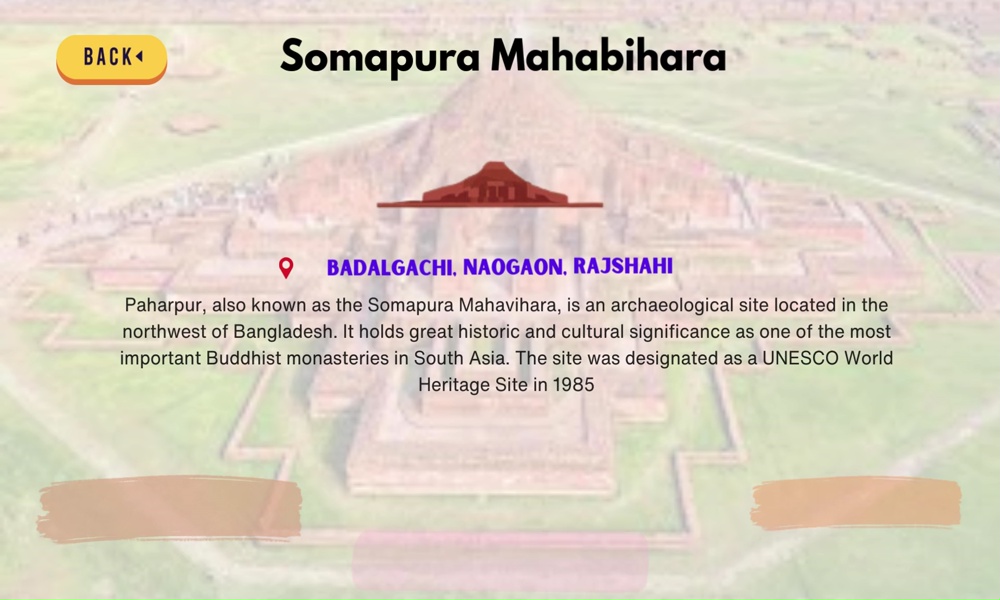 BACK
Somapura Mahabihara
BADALGACHI, NAOGAON, RAJSHAHI
Paharpur, also known as the Somapura Mahavihara, is an archaeological site located in the
northwest of Bangladesh. It holds great historic and cultural significance as one of the most
important Buddhist monasteries in South Asia. The site was designated as a UNESCO World
Heritage Site in 1985